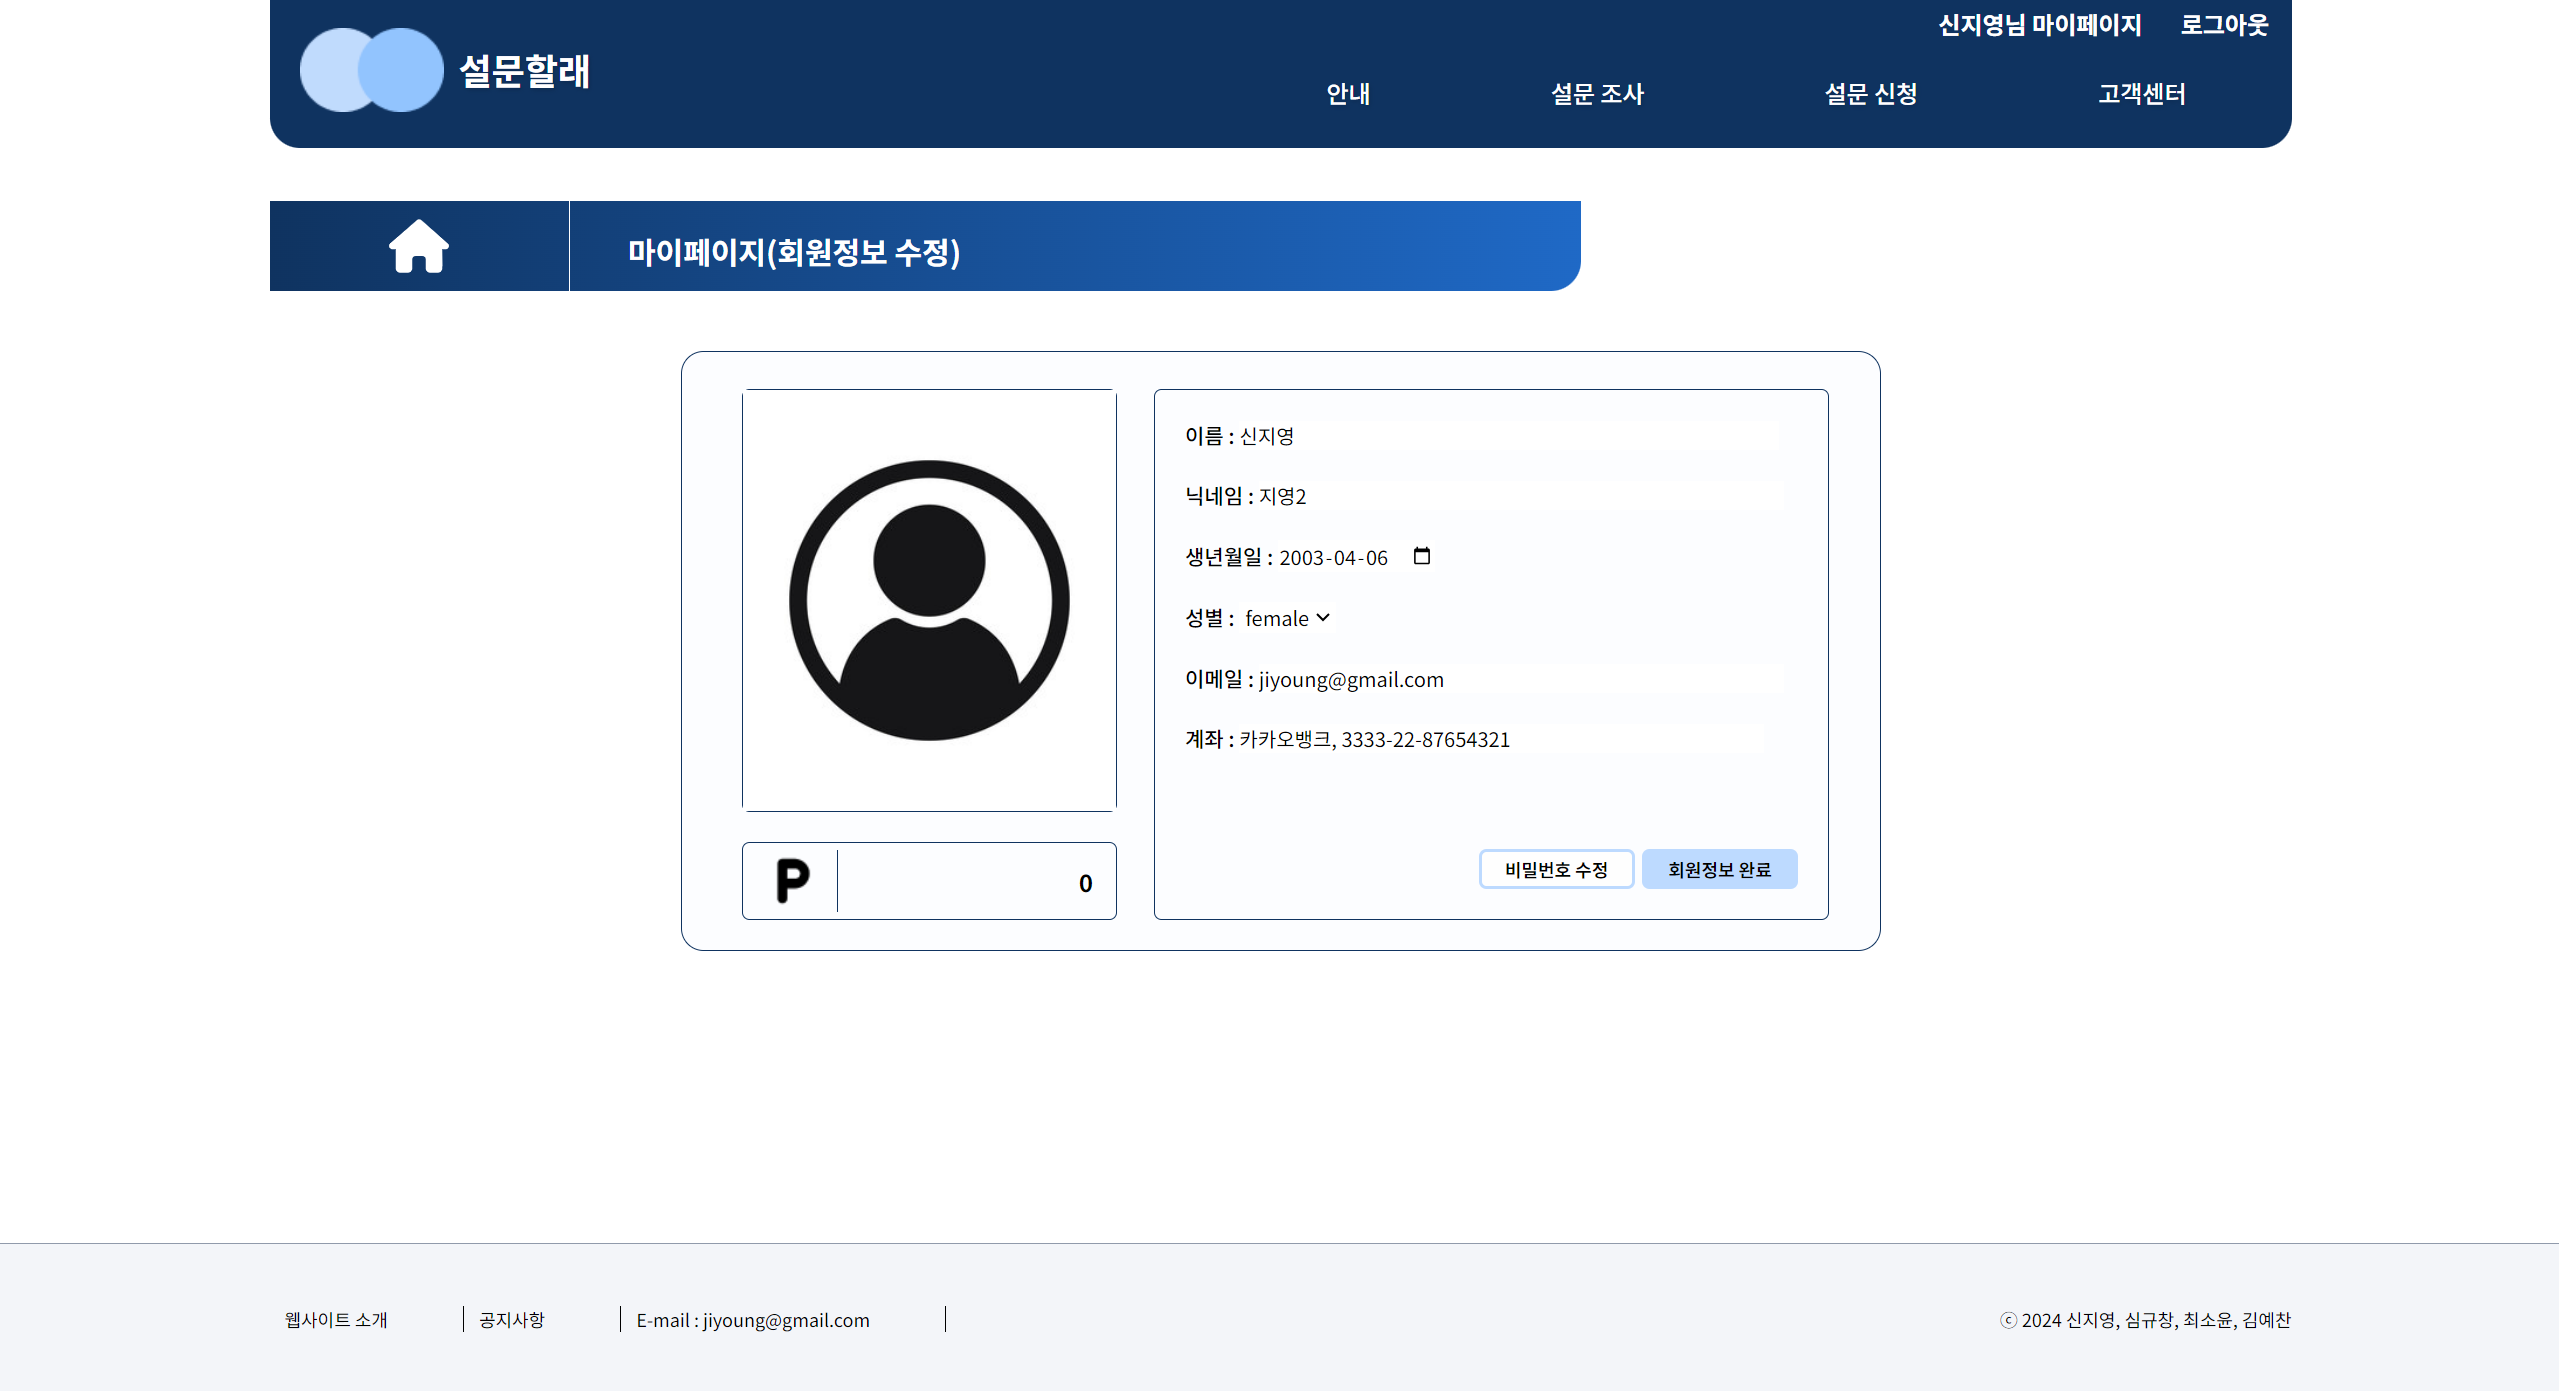 신지영님 마이페이지 로그아웃
설문할래
안내 설문 조사 설문 신청 고객센터
마이페이지(회원정보 수정)
이름 : 신지영
닉네임 : 지영2
생년월일 : 2003-04-06
성별 : female
이메일 : jiyoung@gmail.com
계좌 : 카카오뱅크, 3333-22-87654321
P 0
비밀번호 수정 회원정보 완료
웹사이트 소개 공지사항 E-mail : jiyoung@gmail.com ⓒ 2024 신지영, 심규창, 최소윤, 김예찬